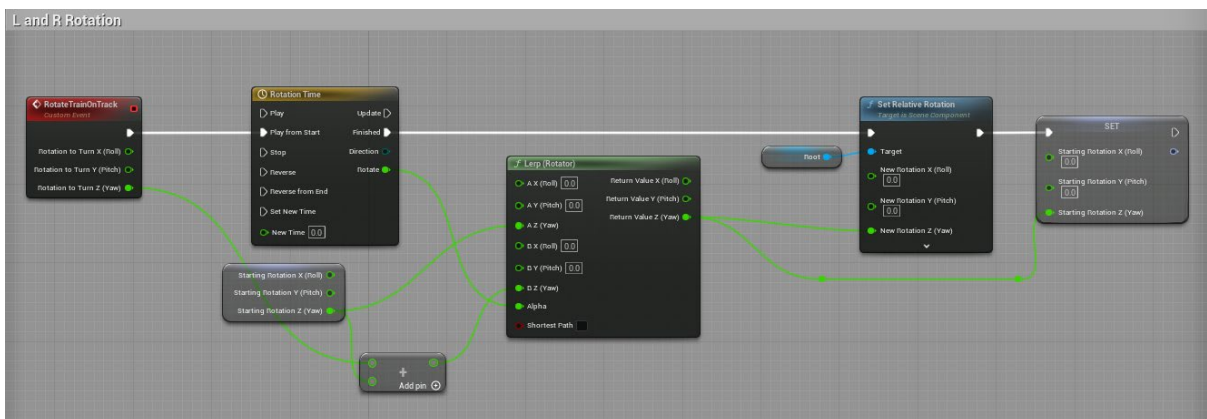 L and R Rotation
RotateTrainOnTrack
Custom Event
Rotation to Turn X (Roll)
Rotation to Turn Y (Pitch)
Rotation to Turn Z (Yaw)
Rotation Time
Play
Update
Play from Start
Finished
Stop
Direction
Reverse
Rotate
Reverse from End
Set New Time
New Time 0.0
Starting Rotation X (Roll)
Starting Rotation Y (Pitch)
Starting Rotation Z (Yaw)
+
Add pin
f Lerp (Rotator)
A X (Roll) 0.0
Return Value X (Roll)
A Y (Pitch) 0.0
Return Value Y (Pitch)
A Z (Yaw)
Return Value Z (Yaw)
B X (Roll) 0.0
B Y (Pitch) 0.0
B Z (Yaw)
Alpha
Shortest Path
Root
f Set Relative Rotation
Target is Scene Component
Target
New Rotation X (Roll)
0.0
New Rotation Y (Pitch)
0.0
New Rotation Z (Yaw)
SET
Starting Rotation X (Roll)
0.0
Starting Rotation Y (Pitch)
0.0
Starting Rotation Z (Yaw)